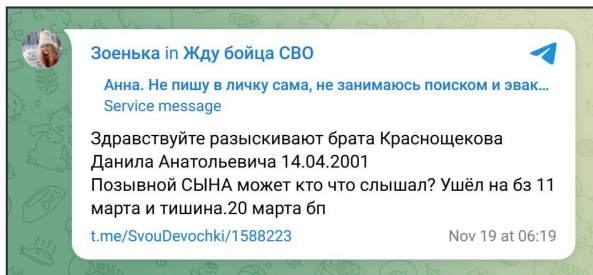 Зоенька in Жду бойца СВО
Анна. Не пишу в личку сама, не занимаюсь поиском и эвак...
Service message
Здравствуйте разыскивают брата Краснощекова
Данила Анатольевича 14.04.2001
Позывной СЫНА может кто что слышал? Ушёл на бз 11
марта и тишина.20 марта бп
t.me/SvouDevochki/1588223
Nov 19 at 06:19